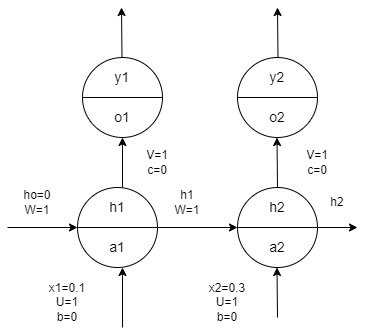 y1
y2
o1
o2
V=1
c=0
V=1
c=0
ho=0
W=1
h1
h1
W=1
h2
h2
a1
a2
x1=0.1
U=1
b=0
x2=0.3
U=1
b=0